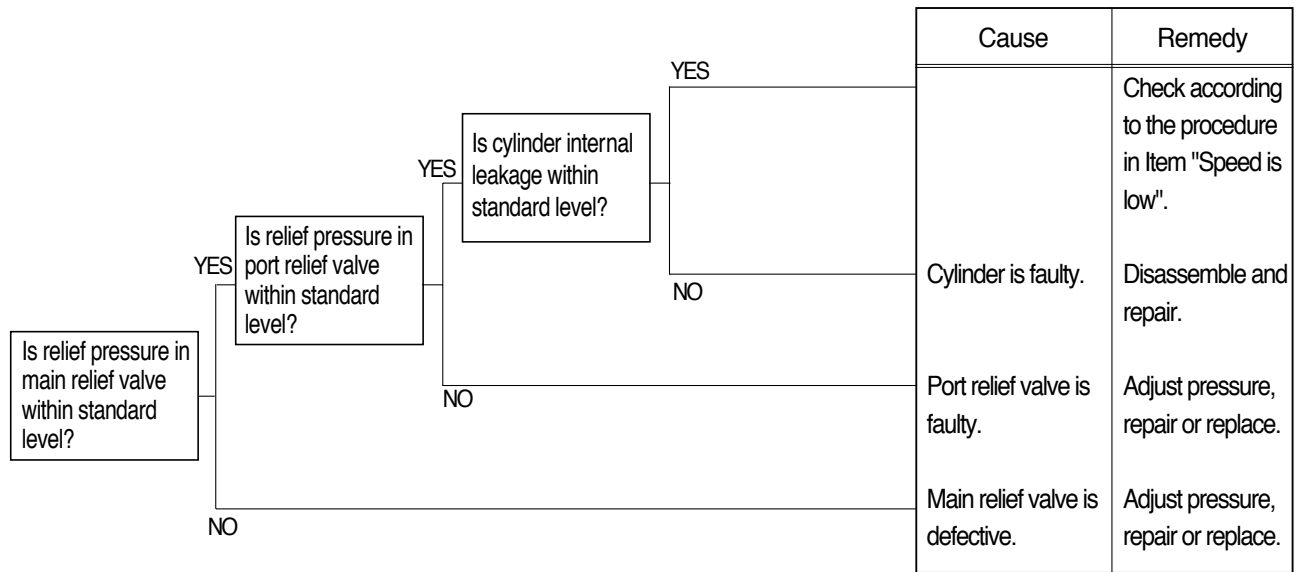 Cause
Remedy
YES
Check according
to the procedure
in Item "Speed is
low".
Is cylinder internal
leakage within
standard level?
YES
Is relief pressure in
port relief valve
within standard
level?
YES
NO
Cylinder is faulty.
Disassemble and
repair.
Is relief pressure in
main relief valve
within standard
level?
NO
Port relief valve is
faulty.
Adjust pressure,
repair or replace.
NO
Main relief valve is
defective.
Adjust pressure,
repair or replace.